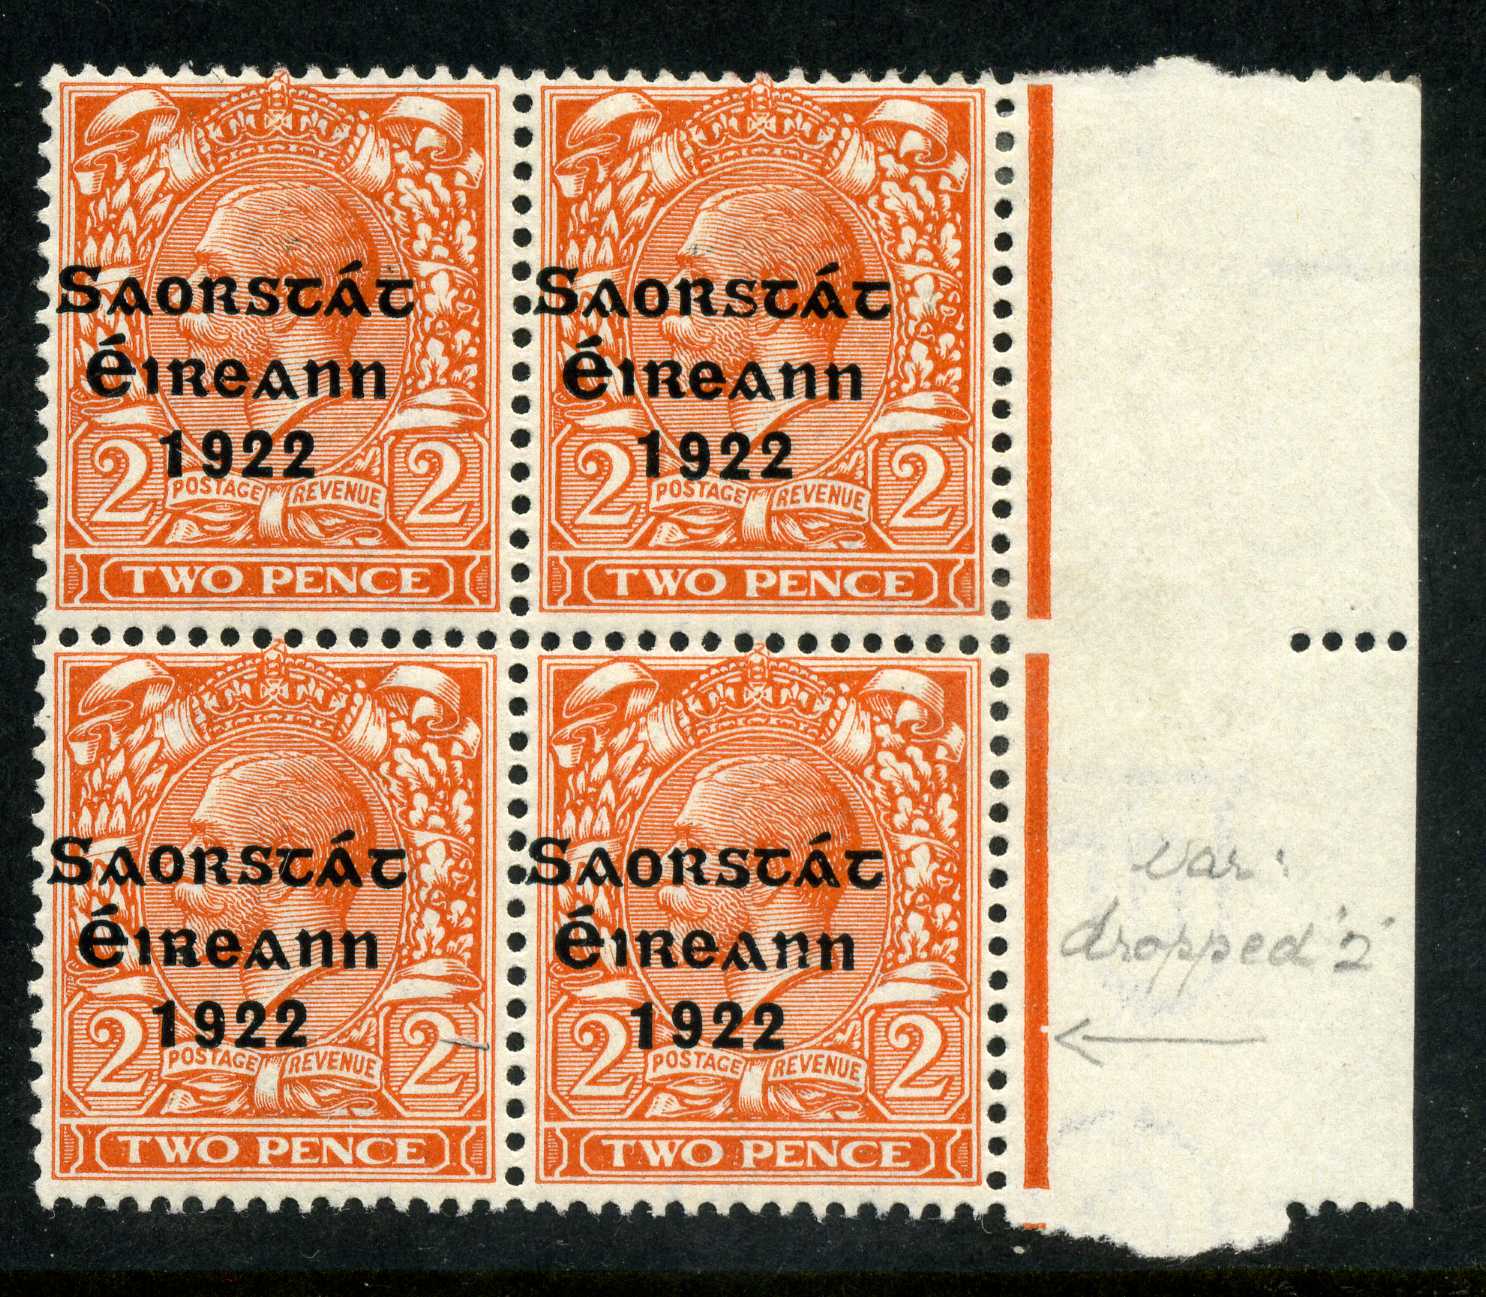 Saorstát
Éireann
1922
2 POSTAGE REVENUE 2
TWO PENCE
Saorstát
Éireann
1922
2 POSTAGE REVENUE 2
TWO PENCE
Saorstát
Éireann
1922
2 POSTAGE REVENUE 2
TWO PENCE
Saorstát
Éireann
1922
2 POSTAGE REVENUE 2
TWO PENCE
var:
dropped '2'